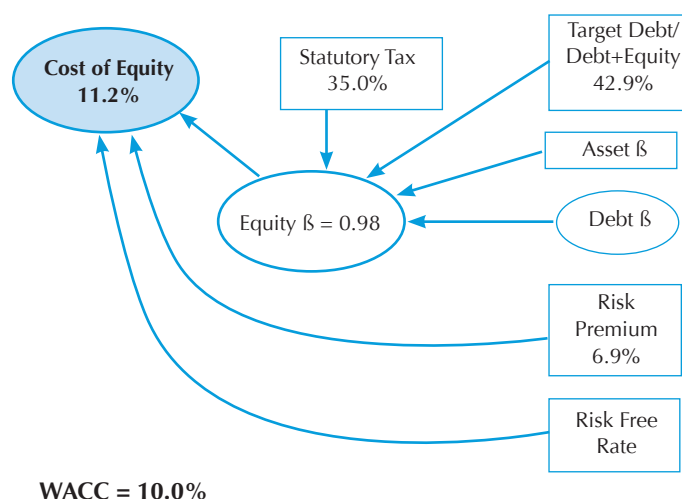 Cost of Equity
11.2%
Statutory Tax
35.0%
Target Debt/
Debt+Equity
42.9%
Asset ß
Equity ß = 0.98
Debt ß
Risk
Premium
6.9%
Risk Free
Rate
WACC = 10.0%